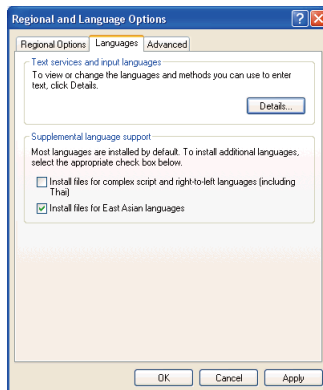 Regional and Language Options
Regional Options Languages Advanced
Text services and input languages
To view or change the languages and methods you can use to enter
text, click Details.
Details...
Supplemental language support
Most languages are installed by default. To install additional languages,
select the appropriate check box below.
Install files for complex script and right-to-left languages (including
Thai)
Install files for East Asian languages
OK Cancel Apply